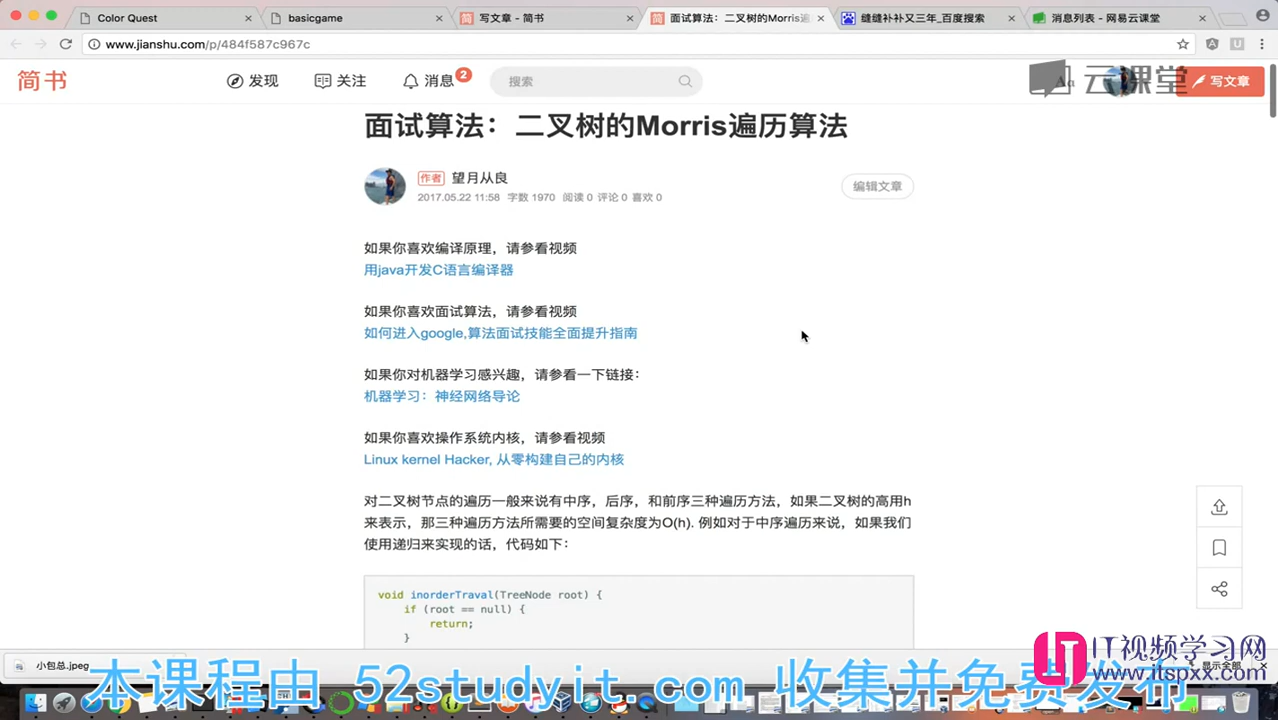 Color Quest
basicgame
写文章 - 简书
面试算法：二叉树的Morris遍
缝缝补补又三年_百度搜索
消息列表 - 网易云课堂
www.jianshu.com/p/484f587c967c
简书
发现
关注
消息
2
搜索
云课堂
写文章
面试算法：二叉树的Morris遍历算法
作者 望月从良
2017.05.22 11:58 字数 1970 阅读 0 评论 0 喜欢 0
编辑文章
如果你喜欢编译原理，请参看视频
用java开发C语言编译器
如果你喜欢面试算法，请参看视频
如何进入google,算法面试技能全面提升指南
如果你对机器学习感兴趣，请参看一下链接：
机器学习：神经网络导论
如果你喜欢操作系统内核，请参看视频
Linux kernel Hacker, 从零构建自己的内核
对二叉树节点的遍历一般来说有中序，后序，和前序三种遍历方法，如果二叉树的高用h
来表示，那三种遍历方法所需要的空间复杂度为O(h). 例如对于中序遍历来说，如果我们
使用递归来实现的话，代码如下：
void inorderTraval(TreeNode root) {
if (root == null) {
return;
}
小包总.jpeg
显示全部
IT视频学习网
www.itspxx.com
本课程由 52studyit.com 收集并免费发布